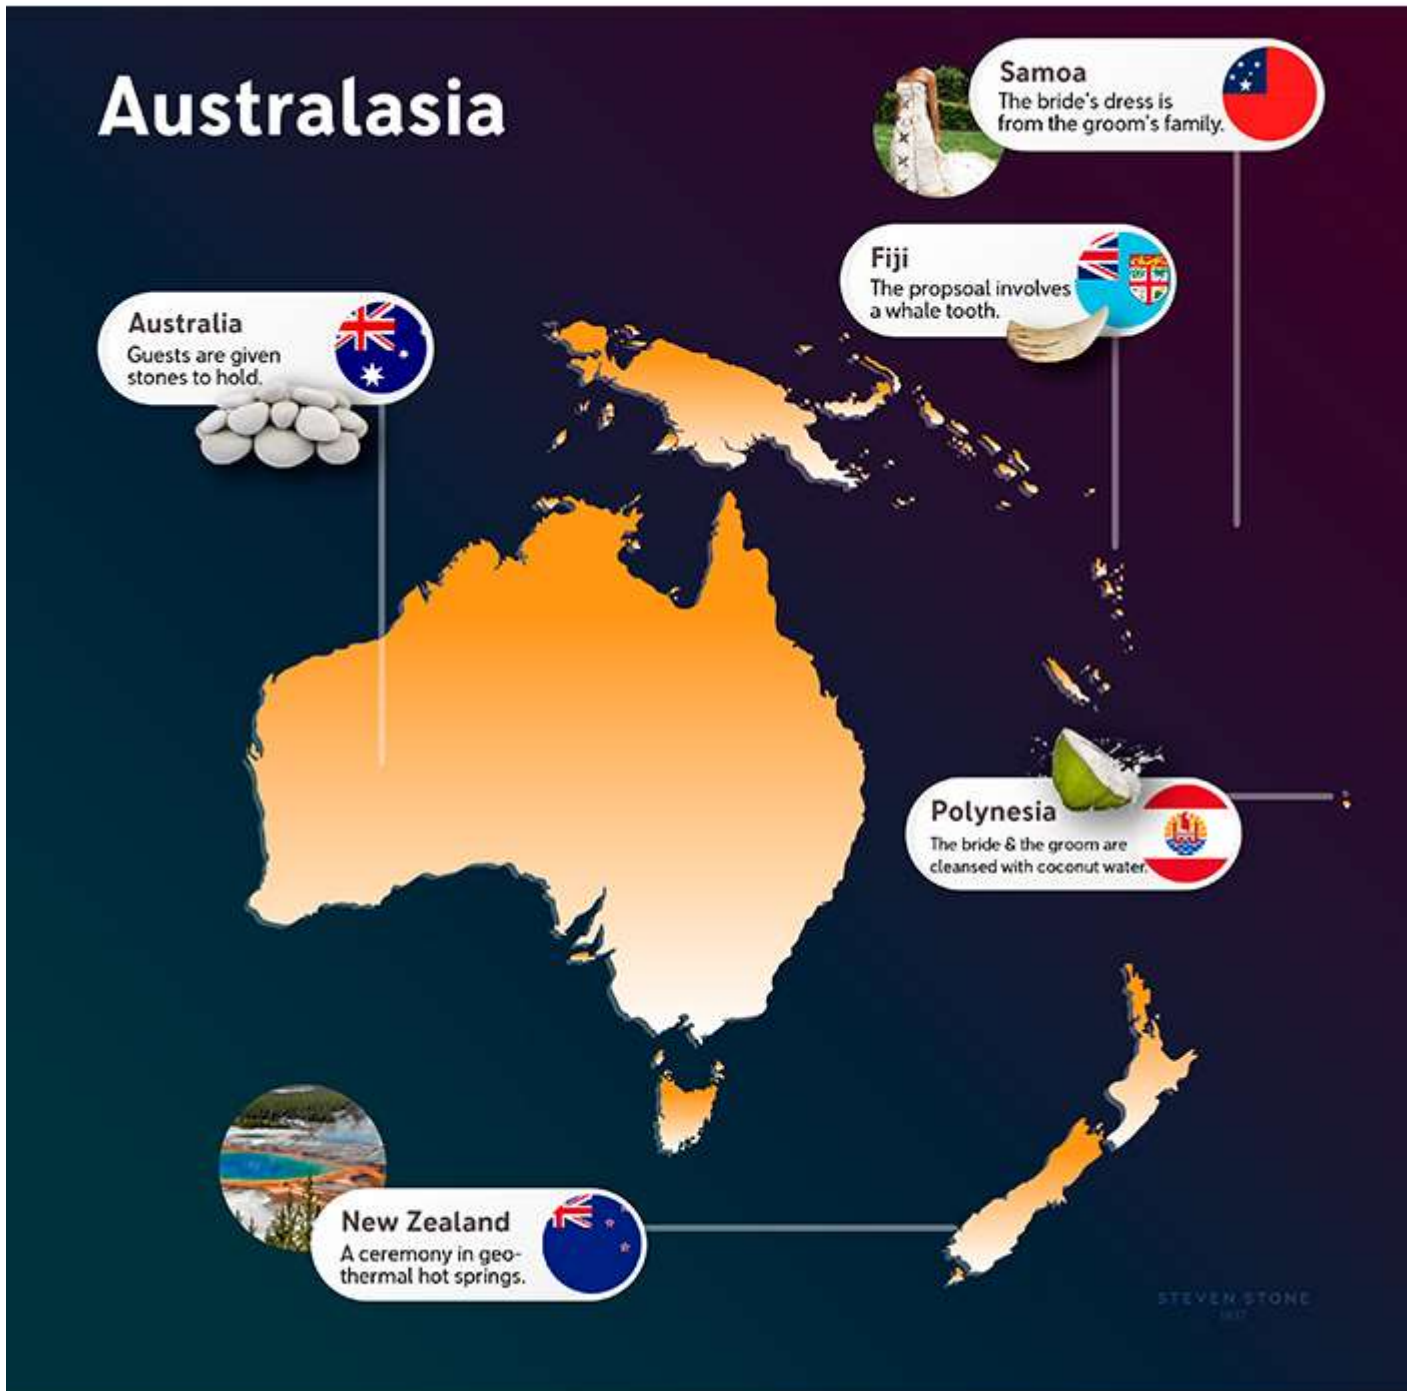 Australasia
Samoa
The bride's dress is
from the groom's family.
Fiji
The propsoal involves
a whale tooth.
Australia
Guests are given
stones to hold.
Polynesia
The bride & the groom are
cleansed with coconut water.
New Zealand
A ceremony in geo-
thermal hot springs.
STEVEN STONE